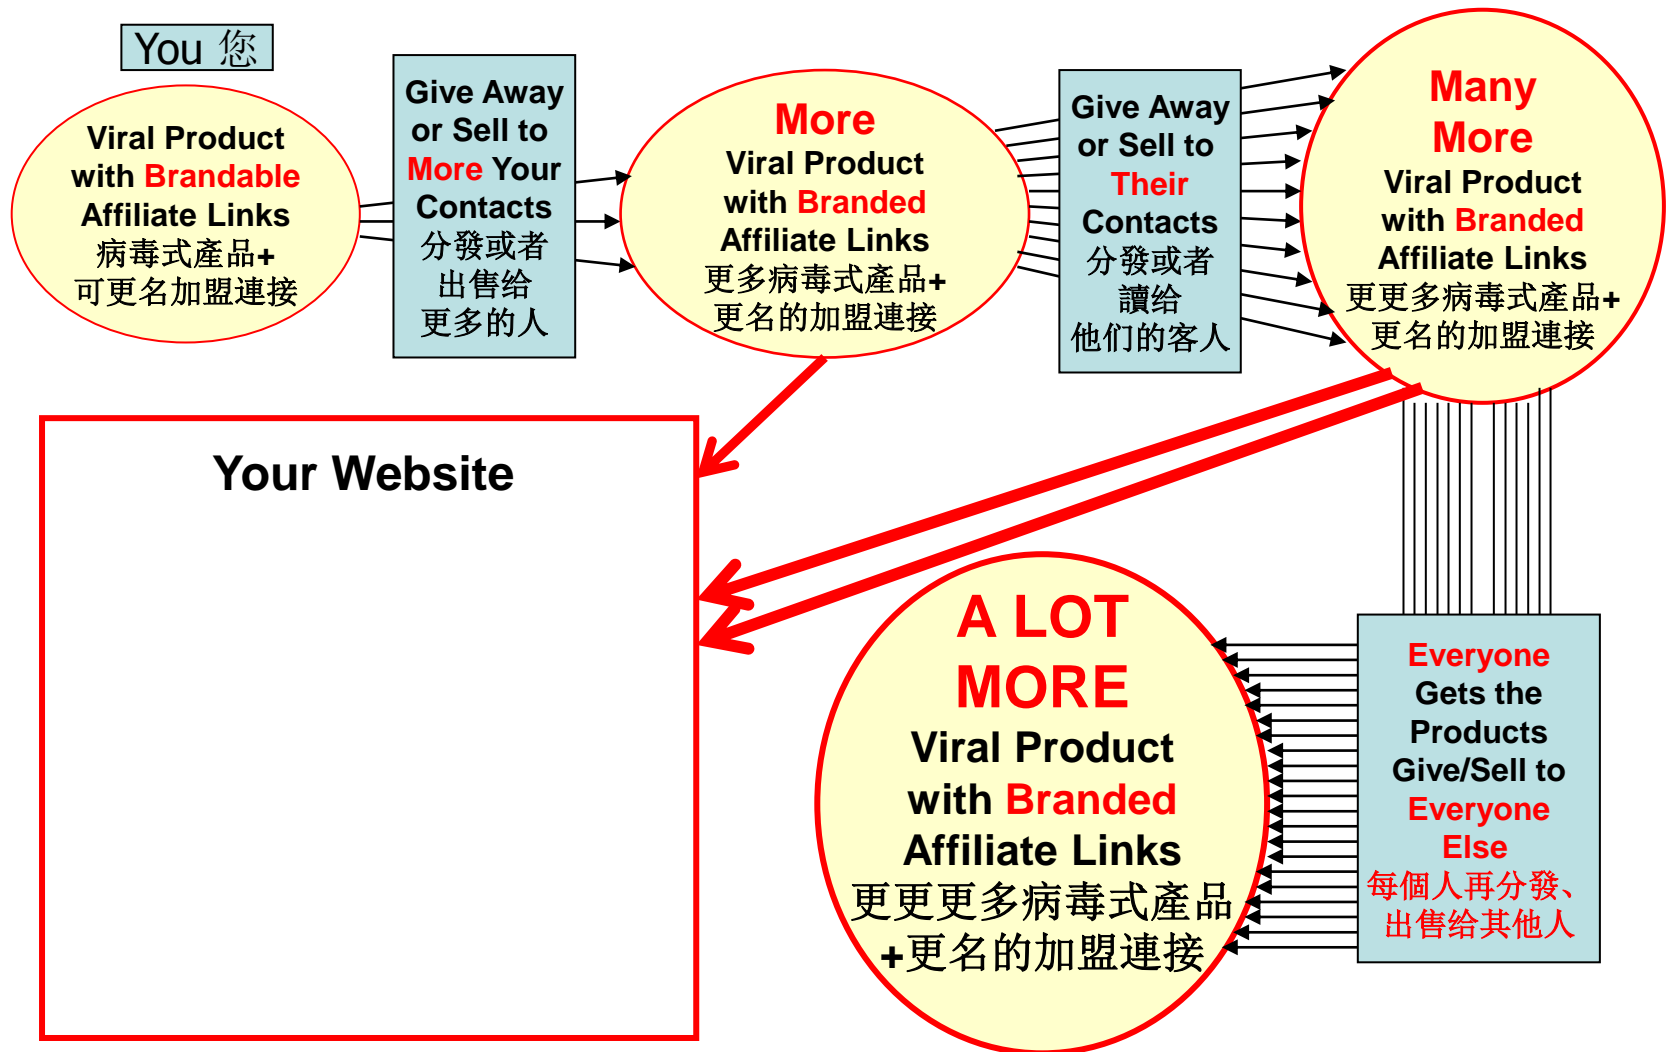 You 您
Viral Product
with Brandable
Affiliate Links
病毒式產品+
可更名加盟連接
Give Away
or Sell to
More Your
Contacts
分發或者
出售给
更多的人
More
Viral Product
with Branded
Affiliate Links
更多病毒式產品+
更名的加盟連接
Give Away
or Sell to
Their
Contacts
分發或者
讀给
他们的客人
Many
More
Viral Product
with Branded
Affiliate Links
更更多病毒式產品+
更名的加盟連接
Your Website
A LOT
MORE
Viral Product
with Branded
Affiliate Links
更更更多病毒式產品
+更名的加盟連接
Everyone
Gets the
Products
Give/Sell to
Everyone
Else
每個人再分發、
出售给其他人